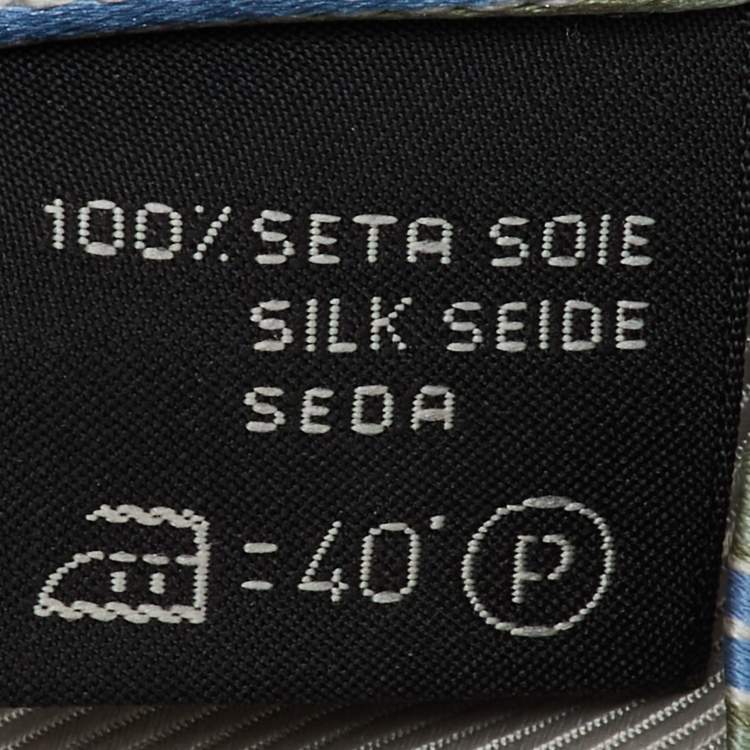 100% SETA SOIE
SILK SEIDE
SEDA
= 40° P